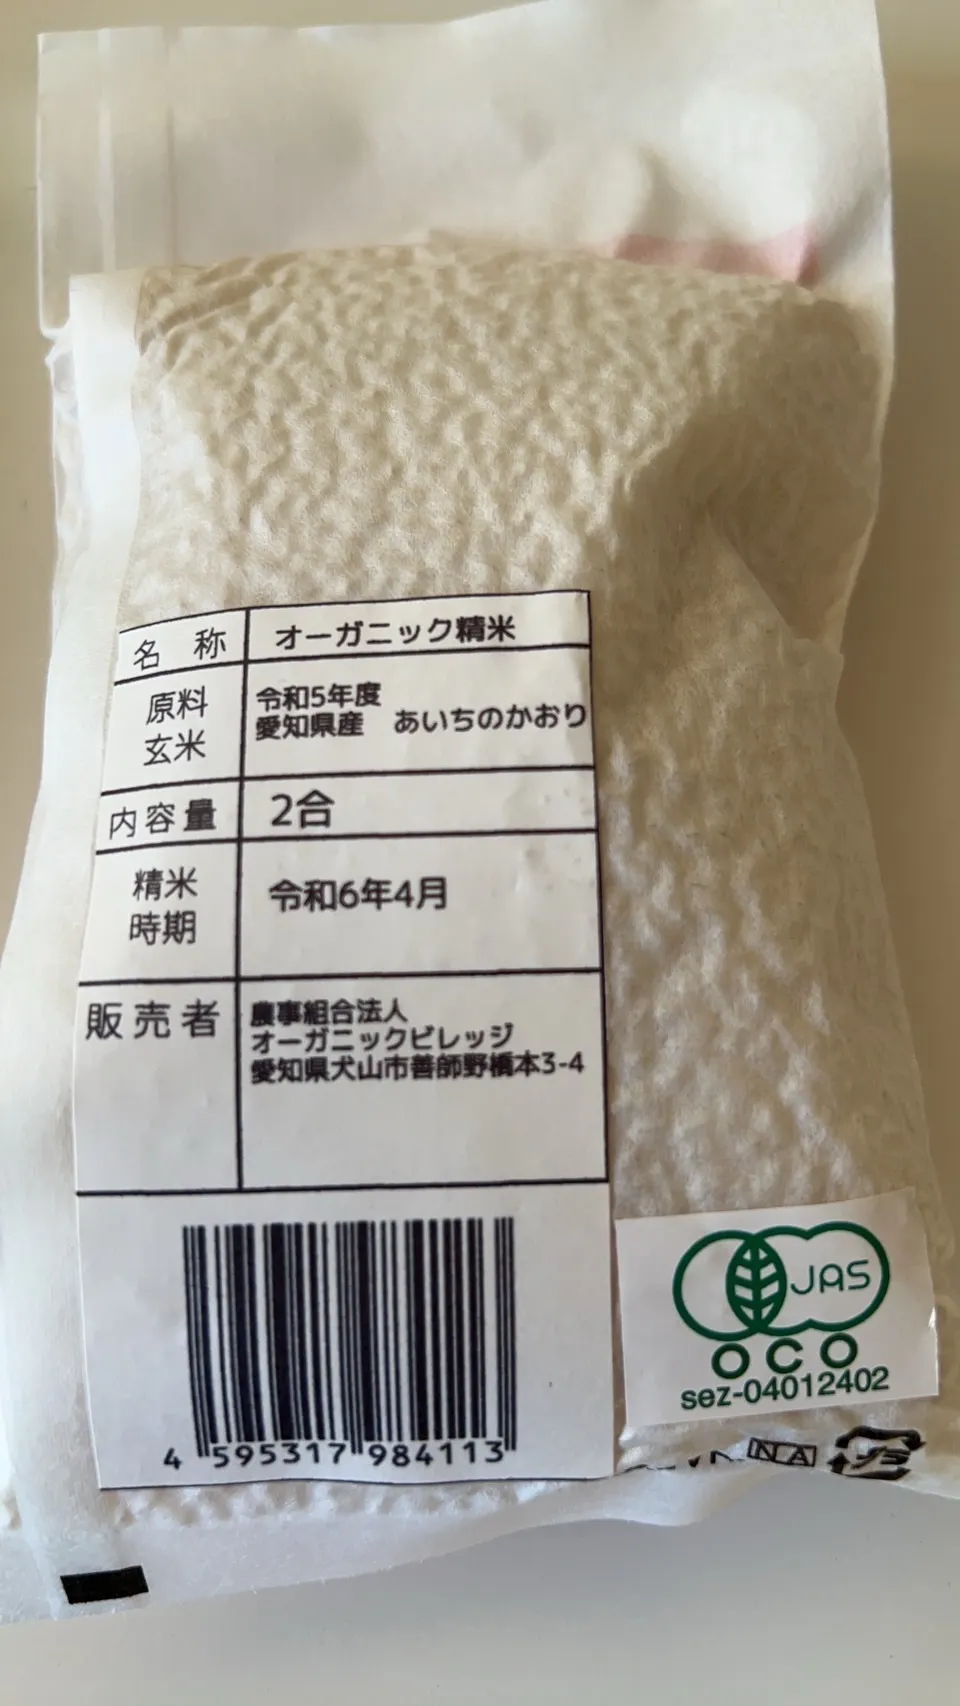 名 称 オーガニック精米
原料玄米 令和5年度
愛知県産 あいちのかおり
内容量 2合
精米時期 令和6年4月
販売者 農事組合法人
オーガニックビレッジ
愛知県犬山市善師野橋本3-4
4 595317 984113
JAS
OCO
sez-04012402
NA
プラ